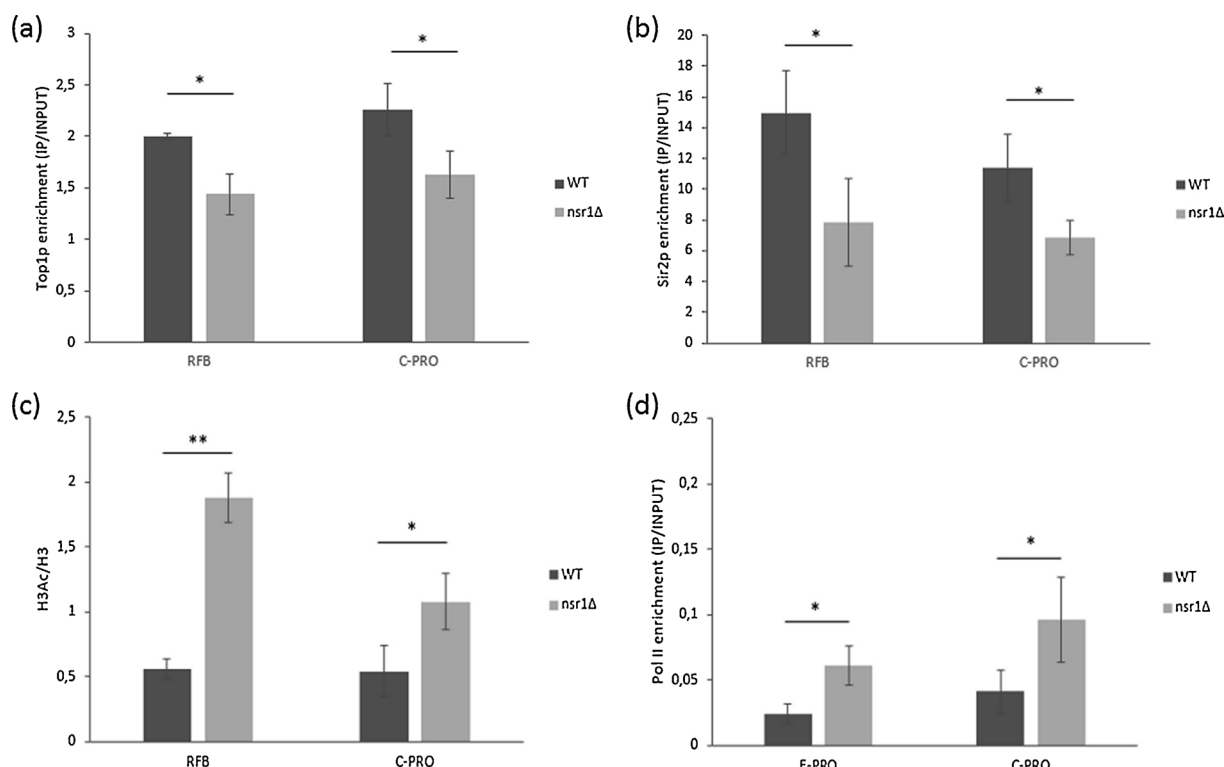 (a)
3
2,5
2
1,5
1
0,5
0
Top1p enrichment (IP/INPUT)
*
*
RFB
C-PRO
WT
nsr1Δ
(b)
20
18
16
14
12
10
8
6
4
2
0
Sir2p enrichment (IP/INPUT)
*
*
RFB
C-PRO
WT
nsr1Δ
(c)
2,5
2
1,5
1
0,5
0
H3Ac/H3
**
*
RFB
C-PRO
WT
nsr1Δ
(d)
0,25
0,2
0,15
0,1
0,05
0
Pol II enrichment (IP/INPUT)
*
*
E-PRO
C-PRO
WT
nsr1Δ